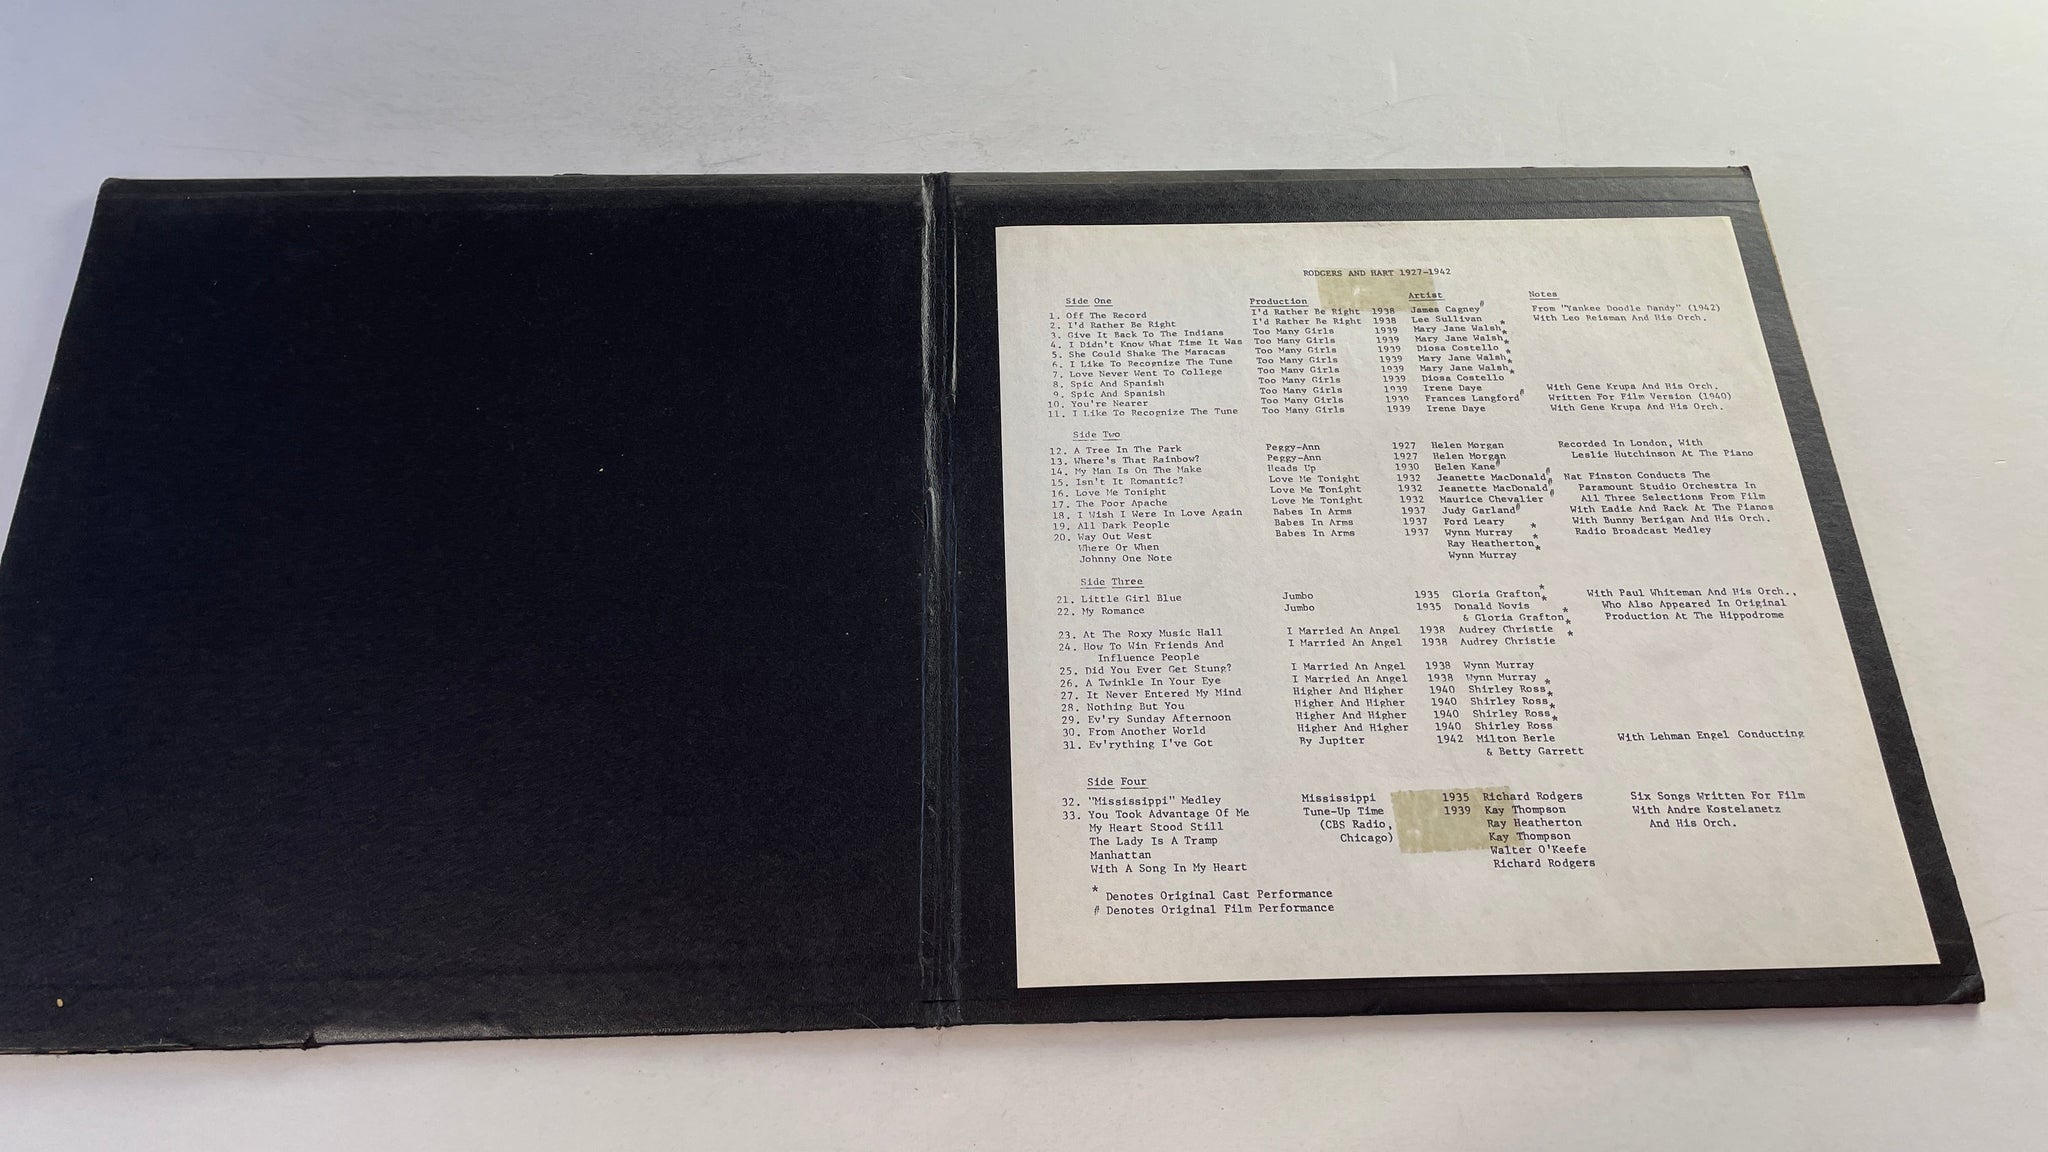 RODGERS AND HART 1927-1942
Side One Production Artist Notes
1. Off The Record I'd Rather Be Right 1938 James Cagney# From "Yankee Doodle Dandy" (1942)
2. I'd Rather Be Right I'd Rather Be Right 1938 Lee Sullivan With Leo Reisman And His Orch.
3. Give It Back To The Indians Too Many Girls 1939 Mary Jane Walsh*
4. I Didn't Know What Time It Was Too Many Girls 1939 Mary Jane Walsh*
5. She Could Shake The Maracas Too Many Girls 1939 Diosa Costello*
6. I Like To Recognize The Tune Too Many Girls 1939 Mary Jane Walsh*
7. Love Never Went To College Too Many Girls 1939 Mary Jane Walsh*
8. Spic And Spanish Too Many Girls 1939 Diosa Costello*
9. Spic And Spanish Too Many Girls 1939 Irene Daye With Gene Krupa And His Orch.
10. You're Nearer Too Many Girls 1939 Frances Langford# Written For Film Version (1940)
11. I Like To Recognize The Tune Too Many Girls 1939 Irene Daye With Gene Krupa And His Orch.
Side Two
12. A Tree In The Park Peggy-Ann 1927 Helen Morgan Recorded In London, With
13. Where's That Rainbow? Peggy-Ann 1927 Helen Morgan Leslie Hutchinson At The Piano
14. My Man Is On The Make Heads Up 1930 Helen Kane#
15. Isn't It Romantic? Love Me Tonight 1932 Jeanette MacDonald# Nat Finston Conducts The
16. Love Me Tonight Love Me Tonight 1932 Jeanette MacDonald# Paramount Studio Orchestra In
17. The Poor Apache Love Me Tonight 1932 Maurice Chevalier# All Three Selections From Film
18. I Wish I Were In Love Again Babes In Arms 1937 Judy Garland# With Eadie And Rack At The Pianos
19. All Dark People Babes In Arms 1937 Ford Leary With Bunny Berigan And His Orch.
20. Way Out West Babes In Arms 1937 Wynn Murray* Radio Broadcast Medley
Where Or When Ray Heatherton*
Johnny One Note Wynn Murray*
Side Three
21. Little Girl Blue Jumbo 1935 Gloria Grafton* With Paul Whiteman And His Orch.,
22. My Romance Jumbo 1935 Donald Novis* Who Also Appeared In Original
& Gloria Grafton* Production At The Hippodrome
23. At The Roxy Music Hall I Married An Angel 1938 Audrey Christie*
24. How To Win Friends And I Married An Angel 1938 Audrey Christie*
Influence People
25. Did You Ever Get Stung? I Married An Angel 1938 Wynn Murray
26. A Twinkle In Your Eye I Married An Angel 1938 Wynn Murray
27. It Never Entered My Mind Higher And Higher 1940 Shirley Ross*
28. Nothing But You Higher And Higher 1940 Shirley Ross*
29. Ev'ry Sunday Afternoon Higher And Higher 1940 Shirley Ross*
30. From Another World Higher And Higher 1940 Shirley Ross*
31. Ev'rything I've Got By Jupiter 1942 Milton Berle With Lehman Engel Conducting
& Betty Garrett
Side Four
32. "Mississippi" Medley Mississippi 1935 Richard Rodgers Six Songs Written For Film
33. You Took Advantage Of Me Tune-Up Time 1939 Kay Thompson With Andre Kostelanetz
My Heart Stood Still (CBS Radio, Ray Heatherton And His Orch.
The Lady Is A Tramp Chicago) Kay Thompson
Manhattan Walter O'Keefe
With A Song In My Heart Richard Rodgers
* Denotes Original Cast Performance
# Denotes Original Film Performance